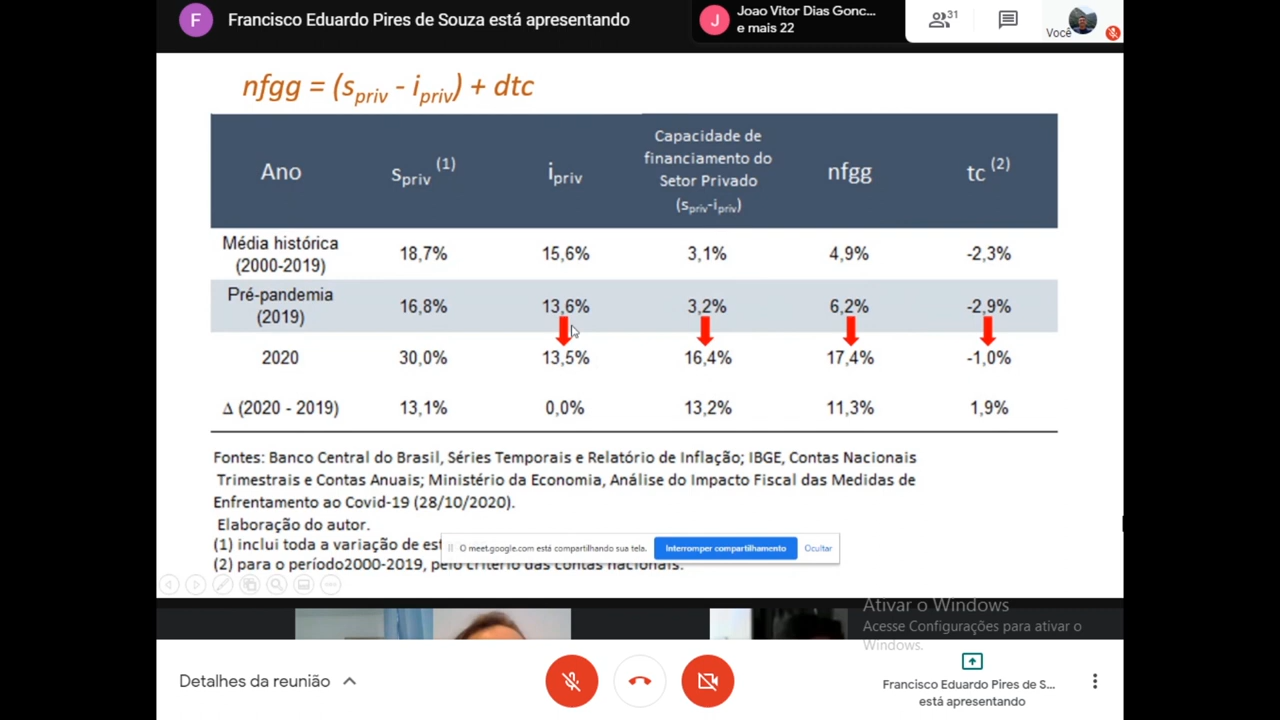 F Francisco Eduardo Pires de Souza está apresentando
J Joao Vitor Dias Gonc...
e mais 22
31
Você
nfgg = (spriv - ipriv) + dtc
Ano spriv (1) ipriv Capacidade de financiamento do Setor Privado (spriv-ipriv) nfgg tc (2)
Média histórica (2000-2019) 18,7% 15,6% 3,1% 4,9% -2,3%
Pré-pandemia (2019) 16,8% 13,6% 3,2% 6,2% -2,9%
2020 30,0% 13,5% 16,4% 17,4% -1,0%
Δ (2020 - 2019) 13,1% 0,0% 13,2% 11,3% 1,9%
Fontes: Banco Central do Brasil, Séries Temporais e Relatório de Inflação; IBGE, Contas Nacionais
Trimestrais e Contas Anuais; Ministério da Economia, Análise do Impacto Fiscal das Medidas de
Enfrentamento ao Covid-19 (28/10/2020).
Elaboração do autor.
(1) inclui toda a variação de
O meet.google.com está compartilhando sua tela. Interromper compartilhamento Ocultar
(2) para o período2000-2019, pelo critério das contas nacionais.
Ativar o Windows
Acesse Configurações para ativar o
Windows.
Detalhes da reunião
Francisco Eduardo Pires de S...
está apresentando